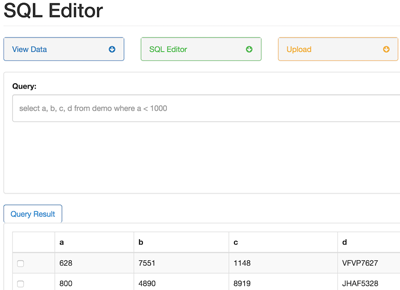 SQL Editor
View Data SQL Editor Upload
Query:
select a, b, c, d from demo where a < 1000
Query Result
a b c d
628 7551 1148 VFVP7627
800 4890 8919 JHAF5328